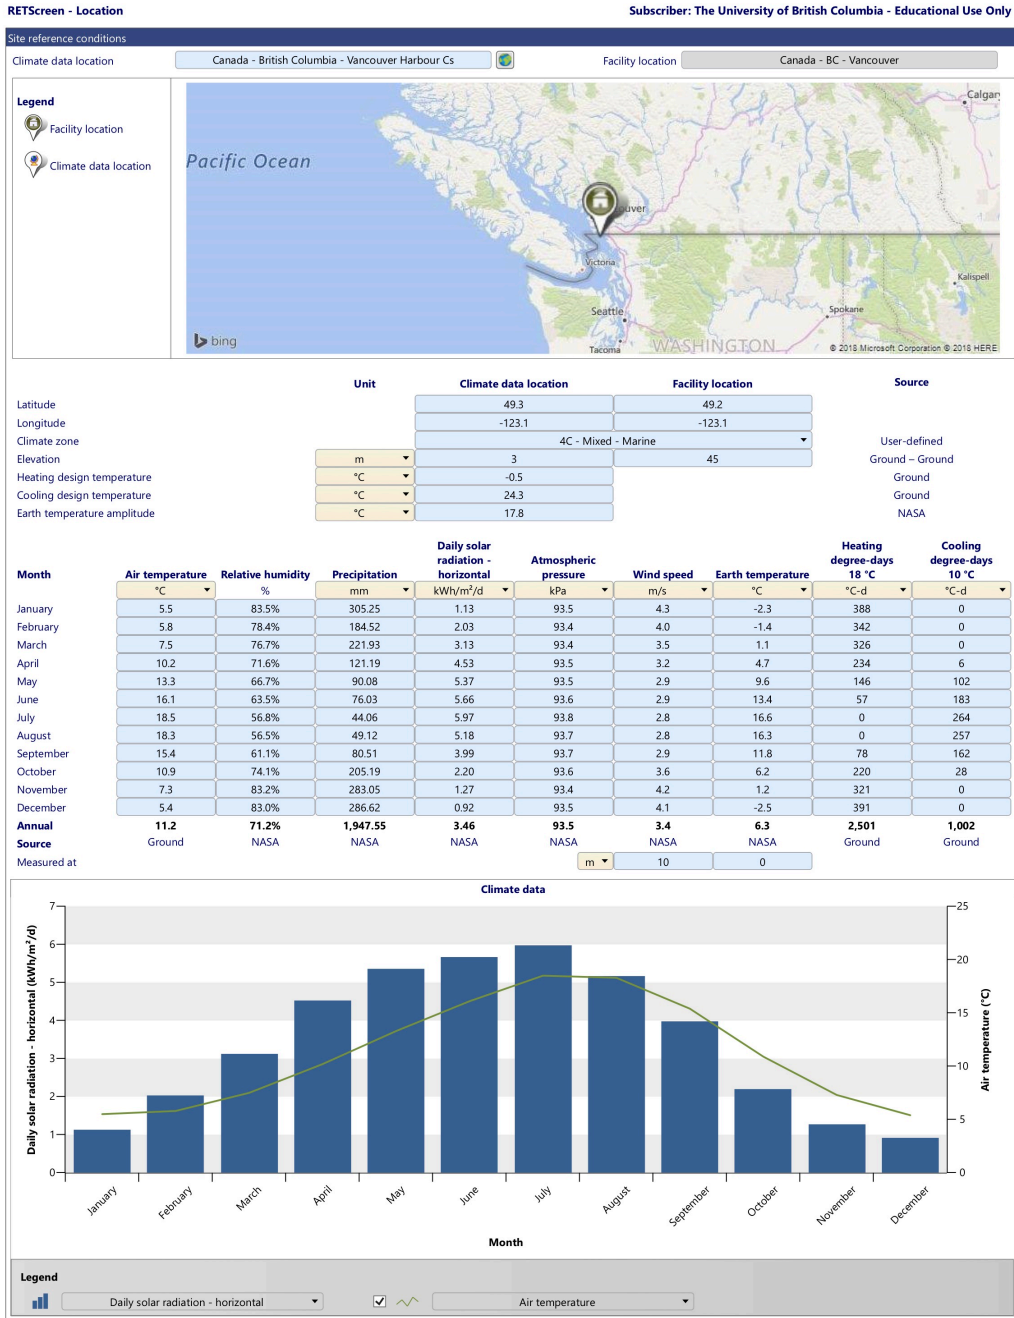 RETScreen - Location
Subscriber: The University of British Columbia - Educational Use Only
Site reference conditions
Climate data location
Canada - British Columbia - Vancouver Harbour Cs
Facility location
Canada - BC - Vancouver
Legend
Facility location
Climate data location
Pacific Ocean
Calgary
ouver
Victoria
Kalispell
Seattle
Spokane
Tacoma
WASHINGTON
bing
© 2018 Microsoft Corporation © 2018 HERE
Unit Climate data location Facility location Source
Latitude 49.3 49.2
Longitude -123.1 -123.1
Climate zone 4C - Mixed - Marine User-defined
Elevation m 3 45 Ground – Ground
Heating design temperature °C -0.5 Ground
Cooling design temperature °C 24.3 Ground
Earth temperature amplitude °C 17.8 NASA
Month Air temperature Relative humidity Precipitation Daily solar radiation - horizontal Atmospheric pressure Wind speed Earth temperature Heating degree-days 18 °C Cooling degree-days 10 °C
°C % mm kWh/m²/d kPa m/s °C °C-d °C-d
January 5.5 83.5% 305.25 1.13 93.5 4.3 -2.3 388 0
February 5.8 78.4% 184.52 2.03 93.4 4.0 -1.4 342 0
March 7.5 76.7% 221.93 3.13 93.4 3.5 1.1 326 0
April 10.2 71.6% 121.19 4.53 93.5 3.2 4.7 234 6
May 13.3 66.7% 90.08 5.37 93.5 2.9 9.6 146 102
June 16.1 63.5% 76.03 5.66 93.6 2.9 13.4 57 183
July 18.5 56.8% 44.06 5.97 93.8 2.8 16.6 0 264
August 18.3 56.5% 49.12 5.18 93.7 2.8 16.3 0 257
September 15.4 61.1% 80.51 3.99 93.7 2.9 11.8 78 162
October 10.9 74.1% 205.19 2.20 93.6 3.6 6.2 220 28
November 7.3 83.2% 283.05 1.27 93.4 4.2 1.2 321 0
December 5.4 83.0% 286.62 0.92 93.5 4.1 -2.5 391 0
Annual 11.2 71.2% 1,947.55 3.46 93.5 3.4 6.3 2,501 1,002
Source Ground NASA NASA NASA NASA NASA NASA Ground Ground
Measured at m 10 0
Climate data
Daily solar radiation - horizontal (kWh/m²/d)
7
6
5
4
3
2
1
0
25
20
15
10
5
0
Air temperature (°C)
January February March April May June July August September October November December
Month
Legend
Daily solar radiation - horizontal
Air temperature